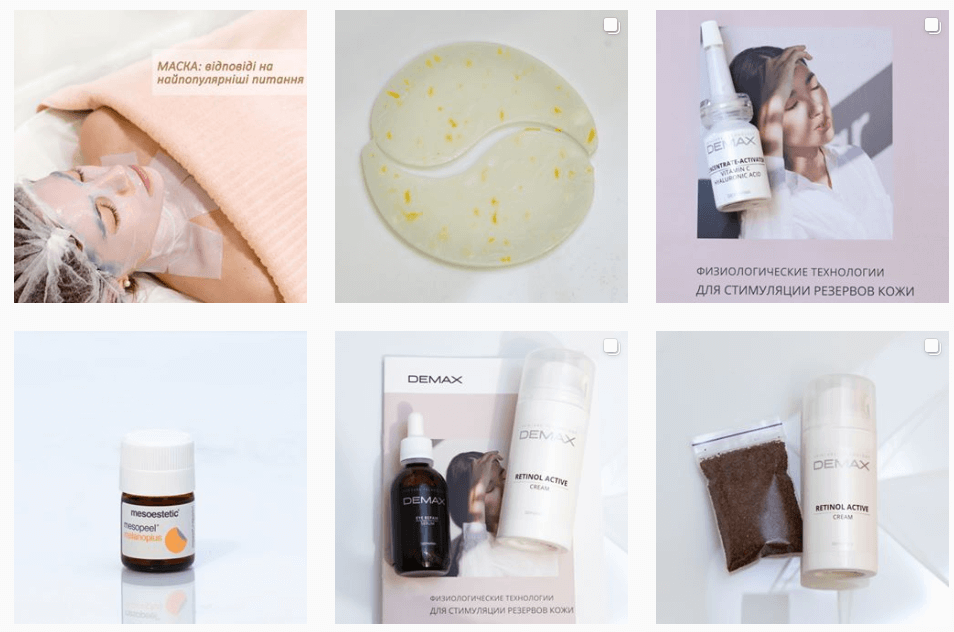 МАСКА: відповіді на
найпопулярніші питання
DEMAX
VITAMIN C
HYALURONIC ACID
ФИЗИОЛОГИЧЕСКИЕ ТЕХНОЛОГИИ
ДЛЯ СТИМУЛЯЦИИ РЕЗЕРВОВ КОЖИ
mesoestetic
mesopeel
melanoplus
DEMAX
DEMAX
DEMAX
RETINOL ACTIVE
CREAM
ФИЗИОЛОГИЧЕСКИЕ ТЕХНОЛОГИИ
ДЛЯ СТИМУЛЯЦИИ РЕЗЕРВОВ КОЖИ
DEMAX
RETINOL ACTIVE
CREAM